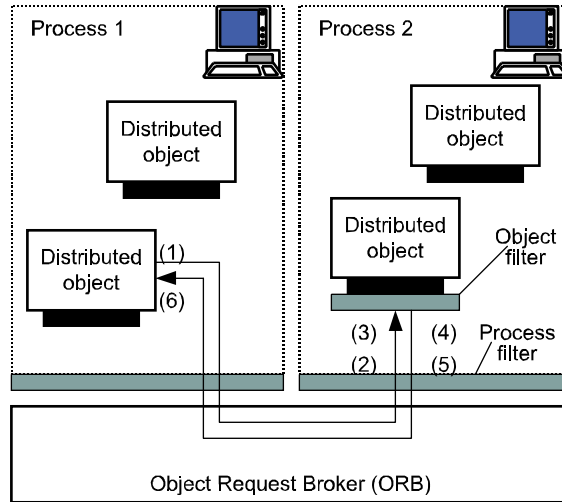 Process 1
Process 2
Distributed
object
Distributed
object
Distributed
object
(1)
(6)
Distributed
object
Object
filter
(3)
(4)
(2)
(5)
Process
filter
Object Request Broker (ORB)